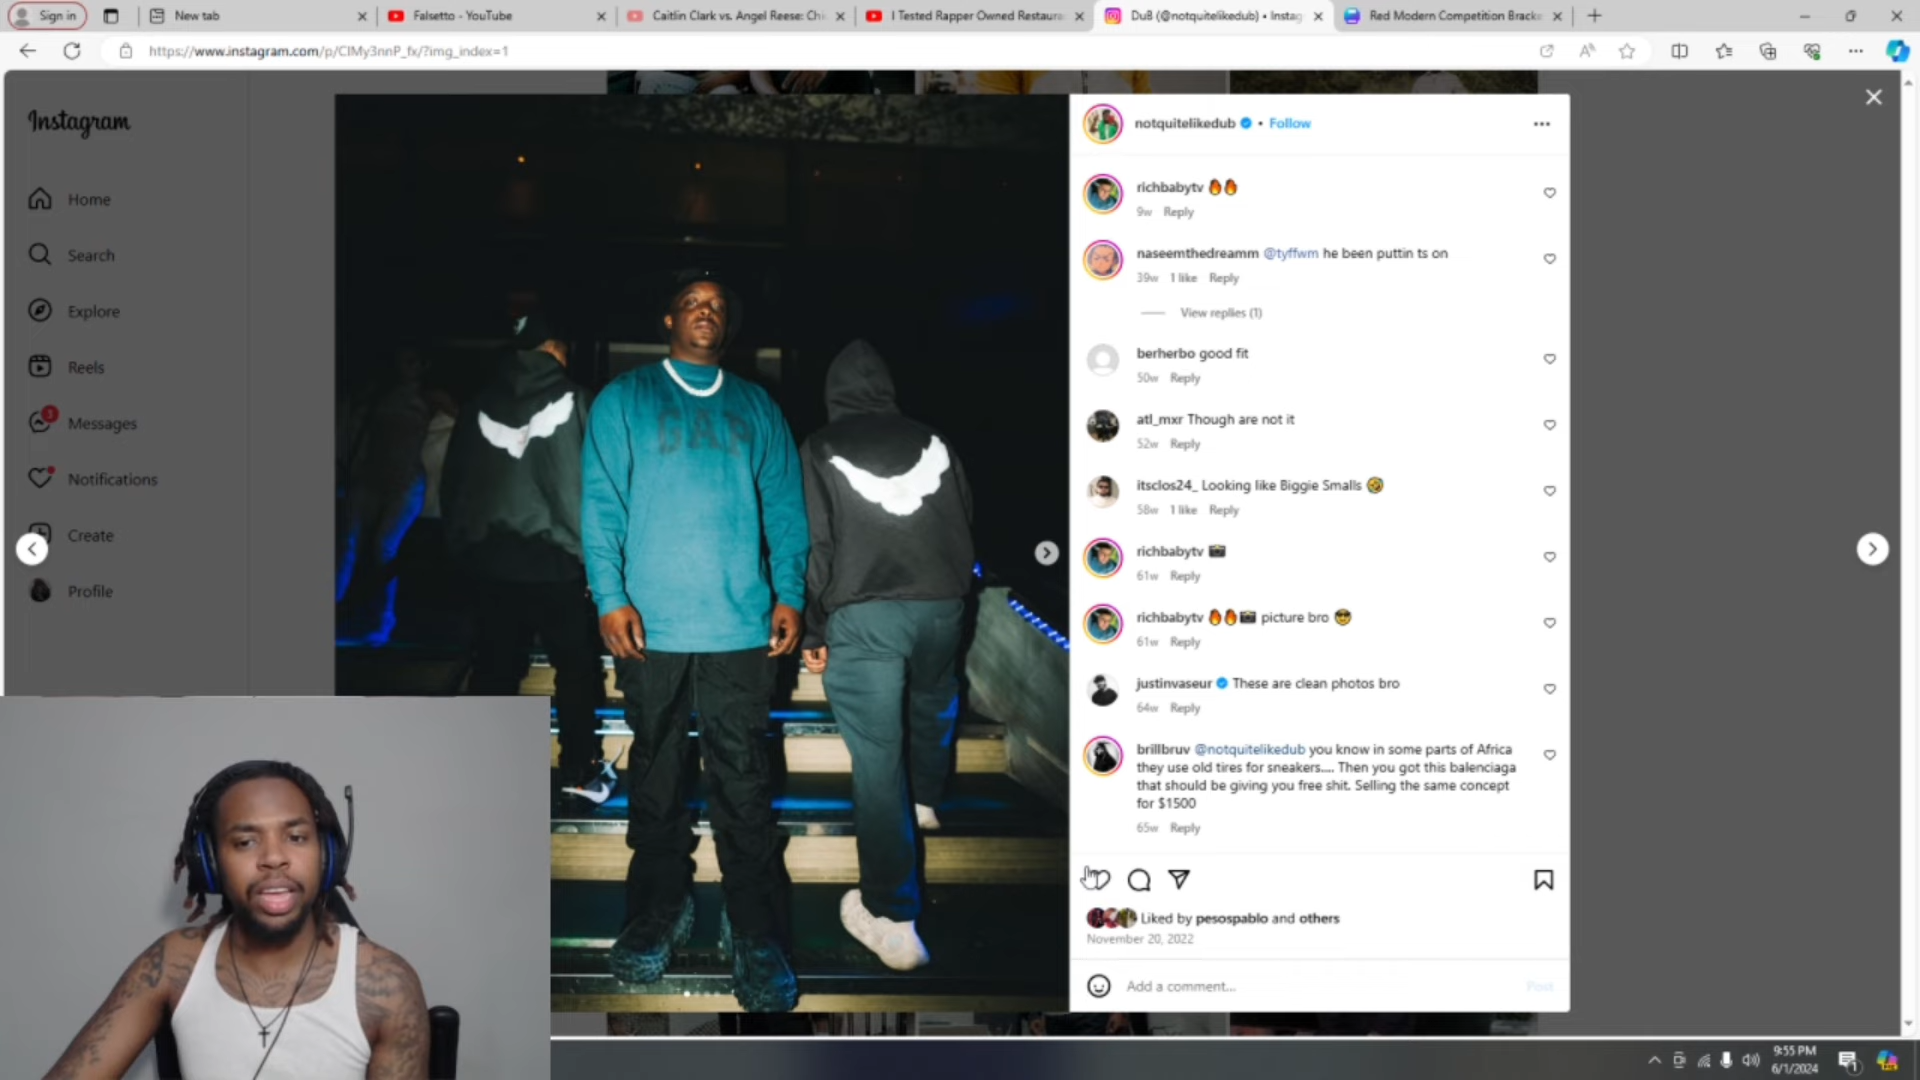 Sign in
New tab
Falsetto - YouTube
Caitlin Clark vs. Angel Reese: Chi
I Tested Rapper Owned Restaura
DuB (@notquitelikedub) • Instag
Red Modern Competition Bracke
https://www.instagram.com/p/ClMy3nnP_fx/?img_index=1
Instagram
Home
Search
Explore
Reels
3
Messages
Notifications
Create
Profile
GAP
notquitelikedub • Follow
richbabytv 🔥🔥
9w Reply
naseemthedreamm @tyffwm he been puttin ts on
39w 1 like Reply
View replies (1)
berherbo good fit
50w Reply
atl_mxr Though are not it
52w Reply
itsclos24_ Looking like Biggie Smalls 🤣
58w 1 like Reply
richbabytv 📸
61w Reply
richbabytv 🔥🔥📸 picture bro 😎
61w Reply
justinvaseur These are clean photos bro
64w Reply
brillbruv @notquitelikedub you know in some parts of Africa
they use old tires for sneakers.... Then you got this balenciaga
that should be giving you free shit. Selling the same concept
for $1500
65w Reply
Liked by pesospablo and others
November 20, 2022
Add a comment...
Post
9:55 PM
6/1/2024
1